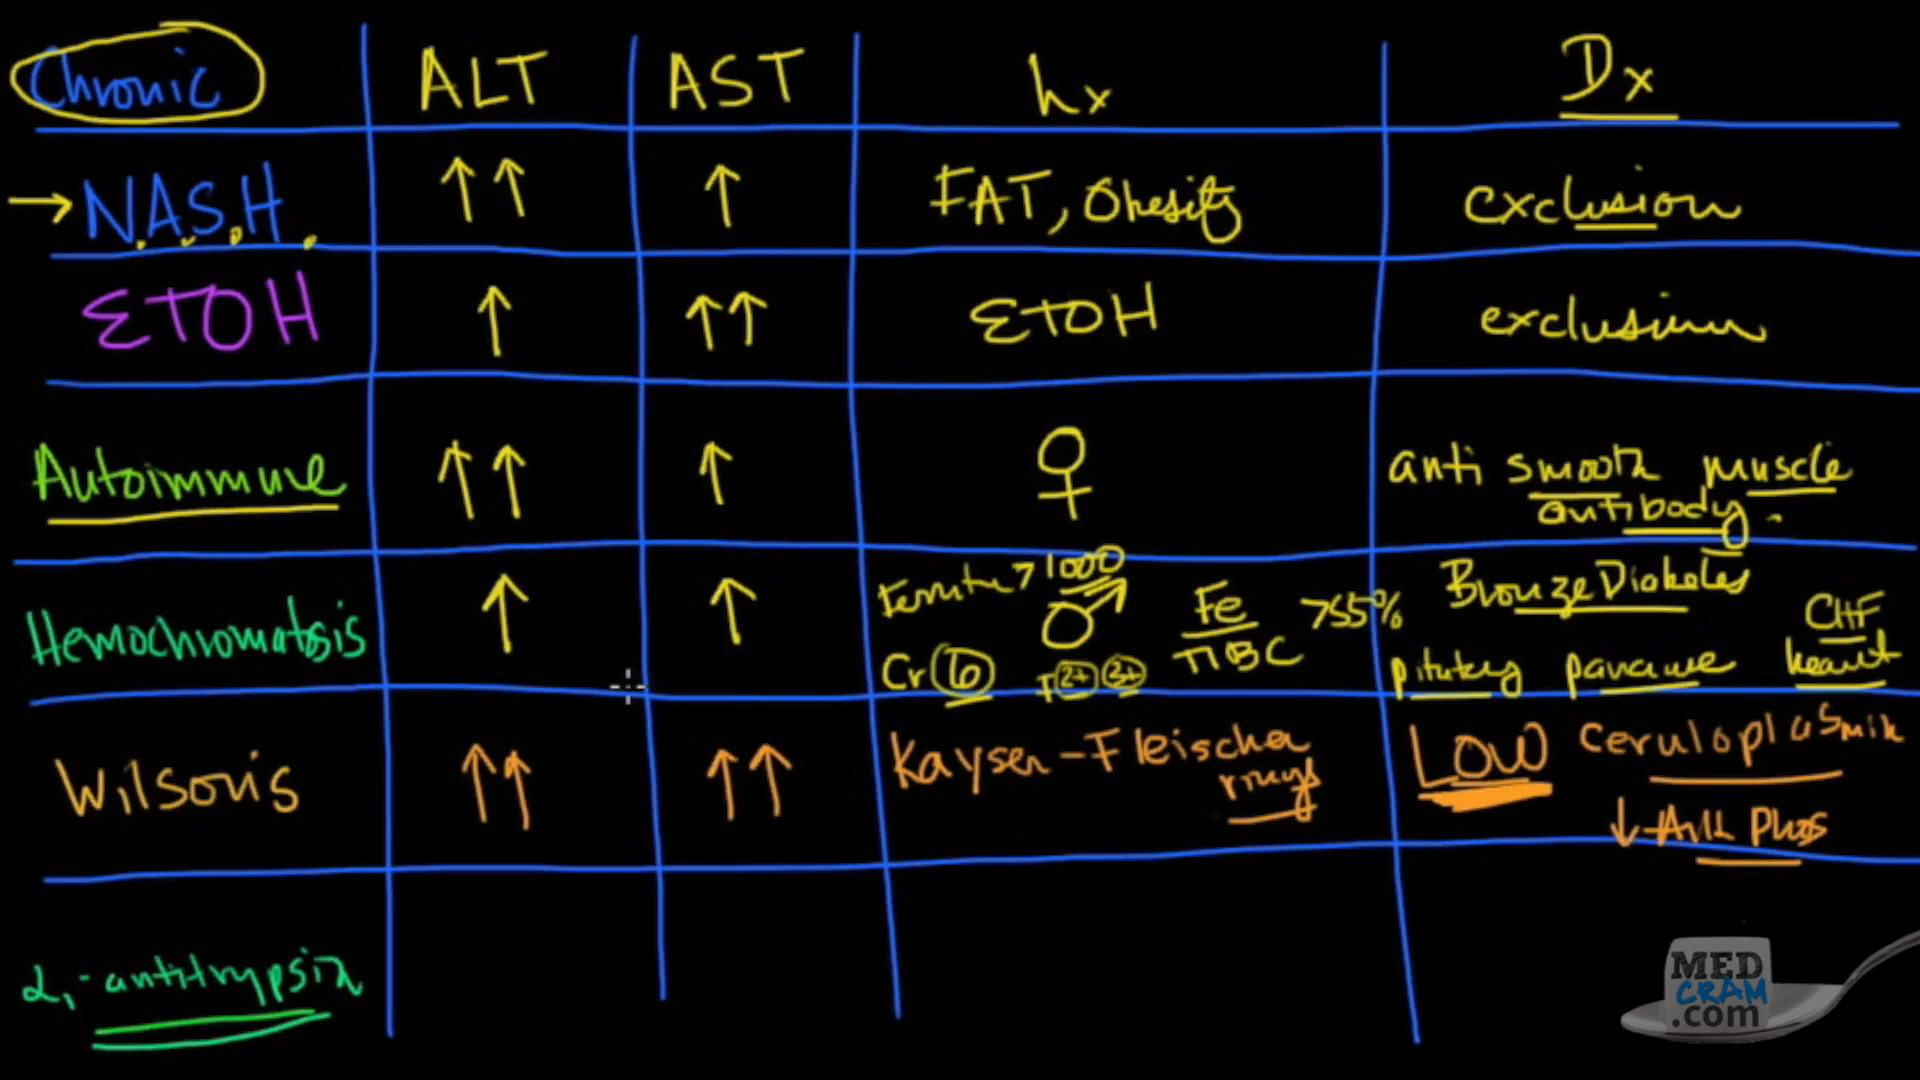 Chronic ALT AST hx Dx
→ N.A.S.H. ↑↑ ↑ FAT, Obesity exclusion
ETOH ↑ ↑↑ ETOH exclusion
Autoimmune ↑↑ ↑ ♀ anti smooth muscle
antibody.
Hemochromatosis ↑ ↑ Ferritin > 1000 ♂ Fe/TIBC >55% Bronze Diabetes CHF
Cr 6 2+ 3+ pituitary pancreas heart
Wilson's ↑↑ ↑↑ Kayser-Fleischer LOW ceruloplasmin
rings ↓ Alk Phos
α1-antitrypsin
MED
CRAM
.com